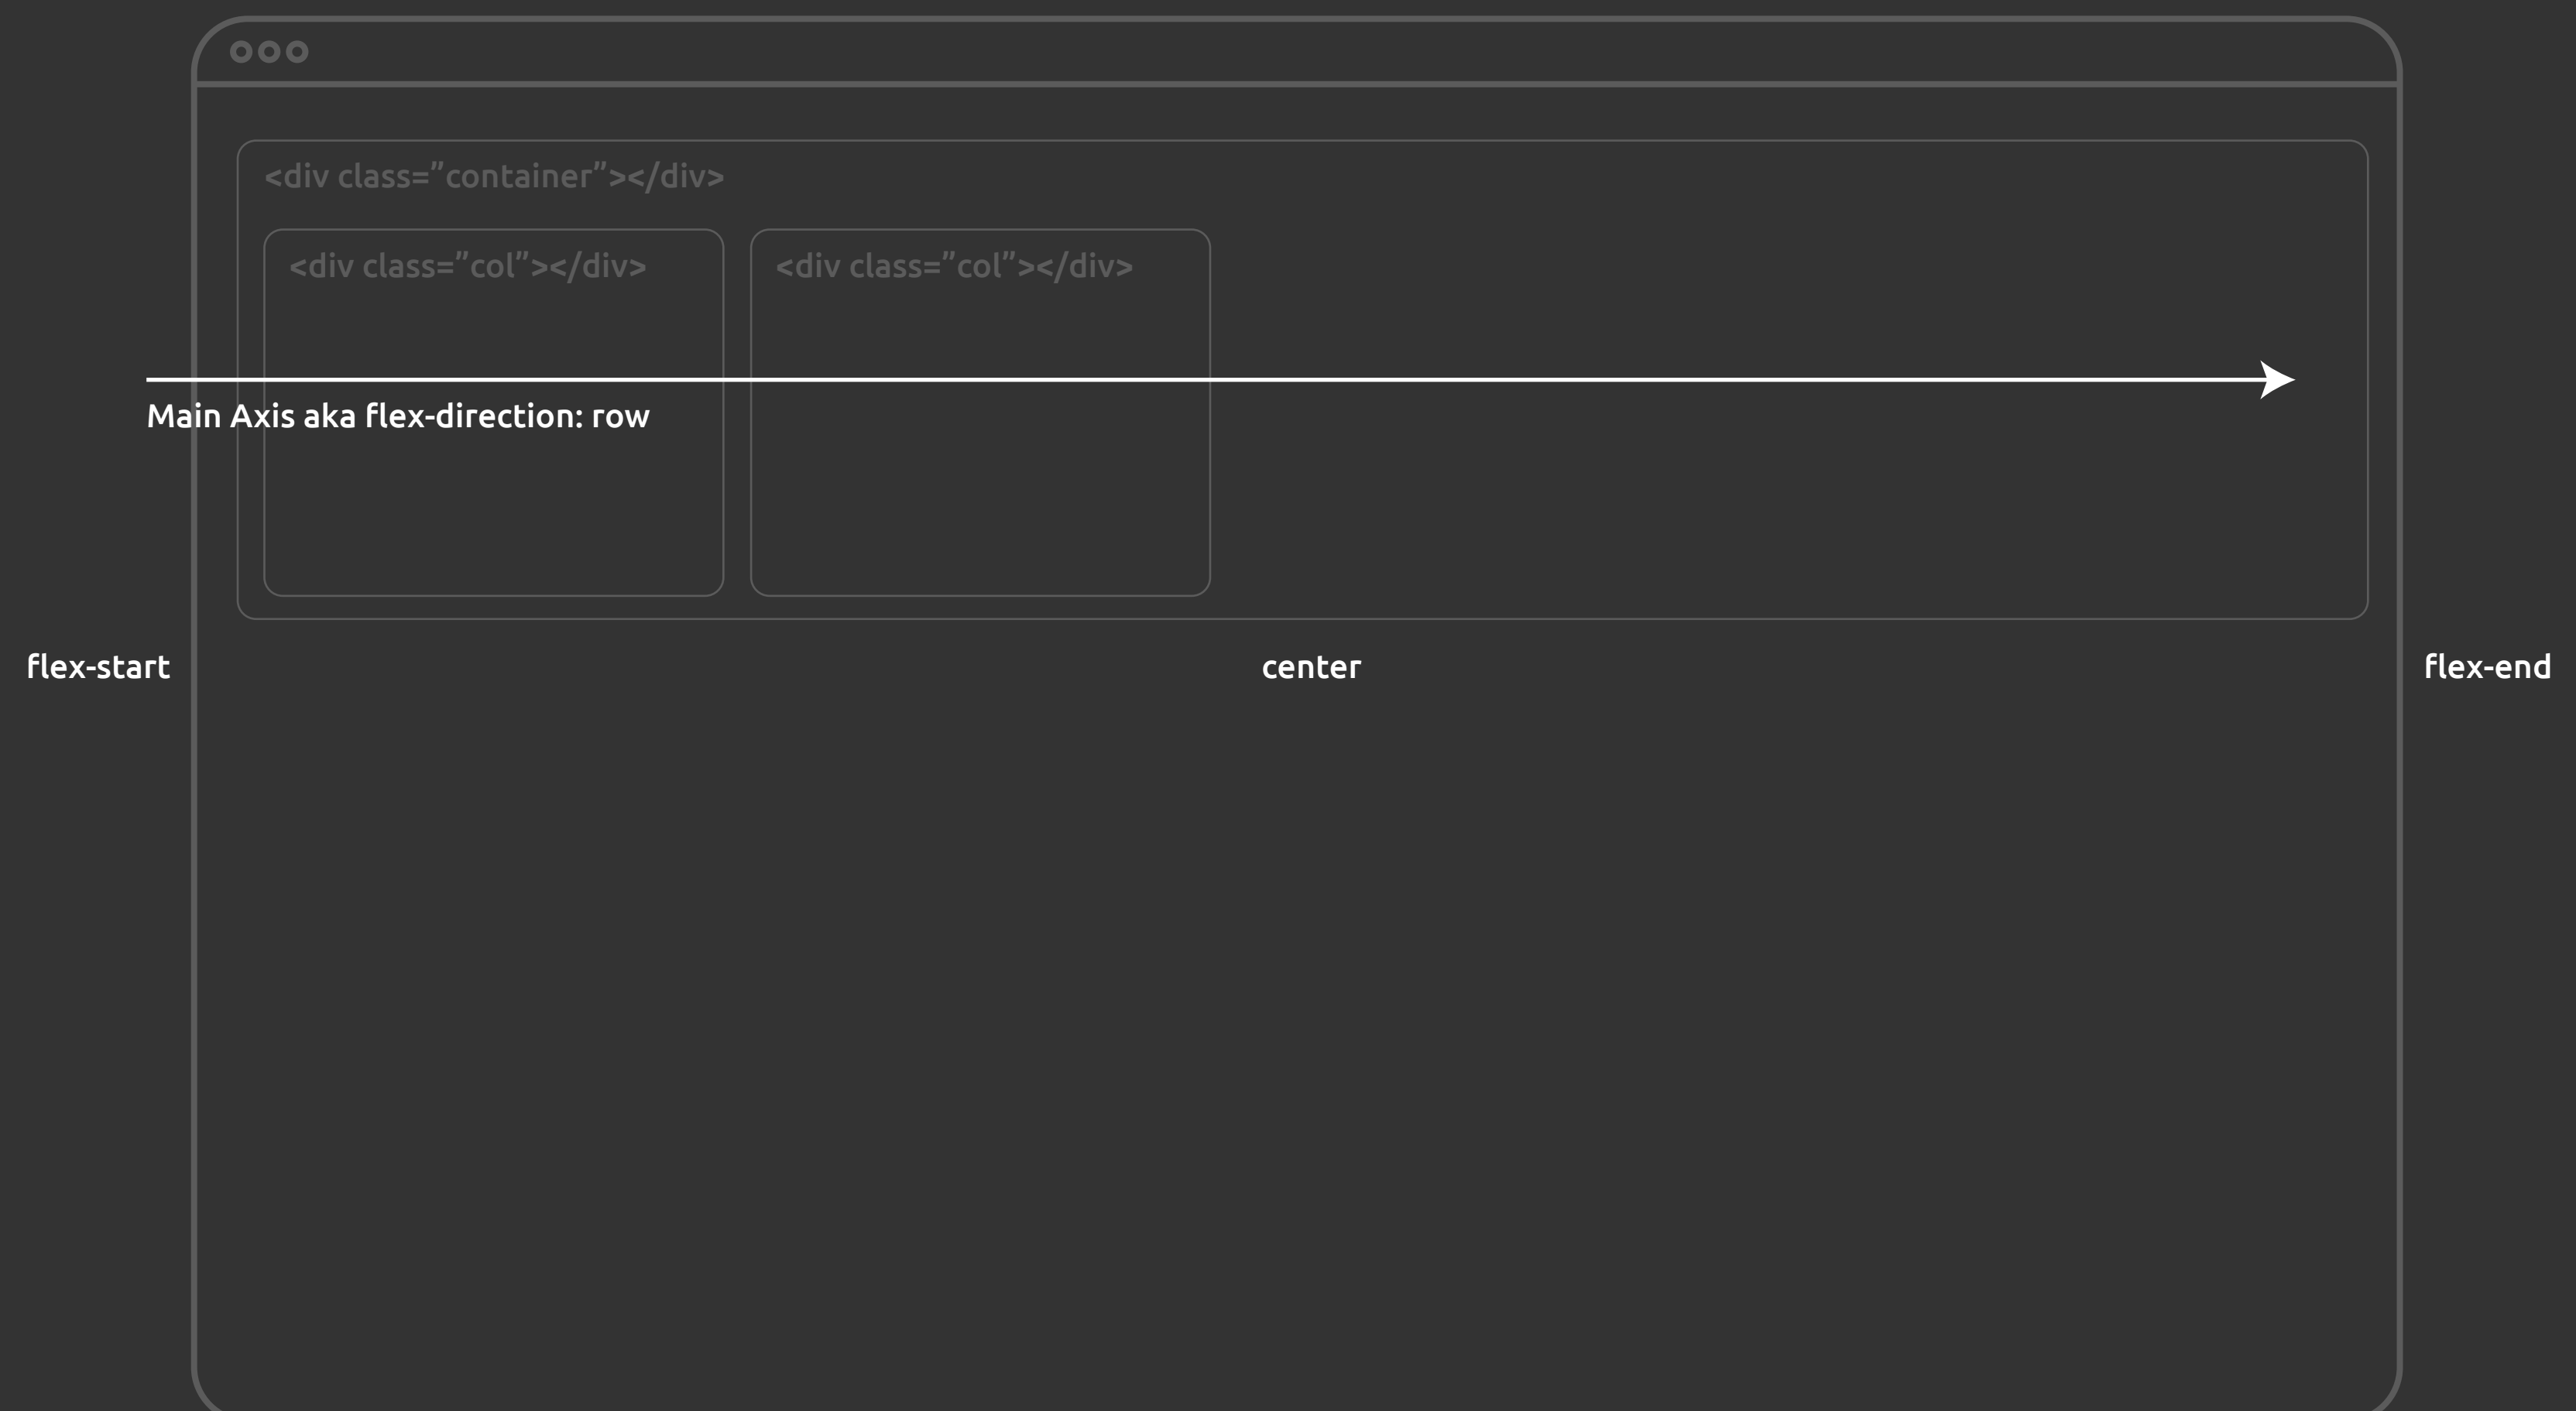 <div class=”container”></div>
<div class=”col”></div>
<div class=”col”></div>
Main Axis aka flex-direction: row
flex-start
center
flex-end